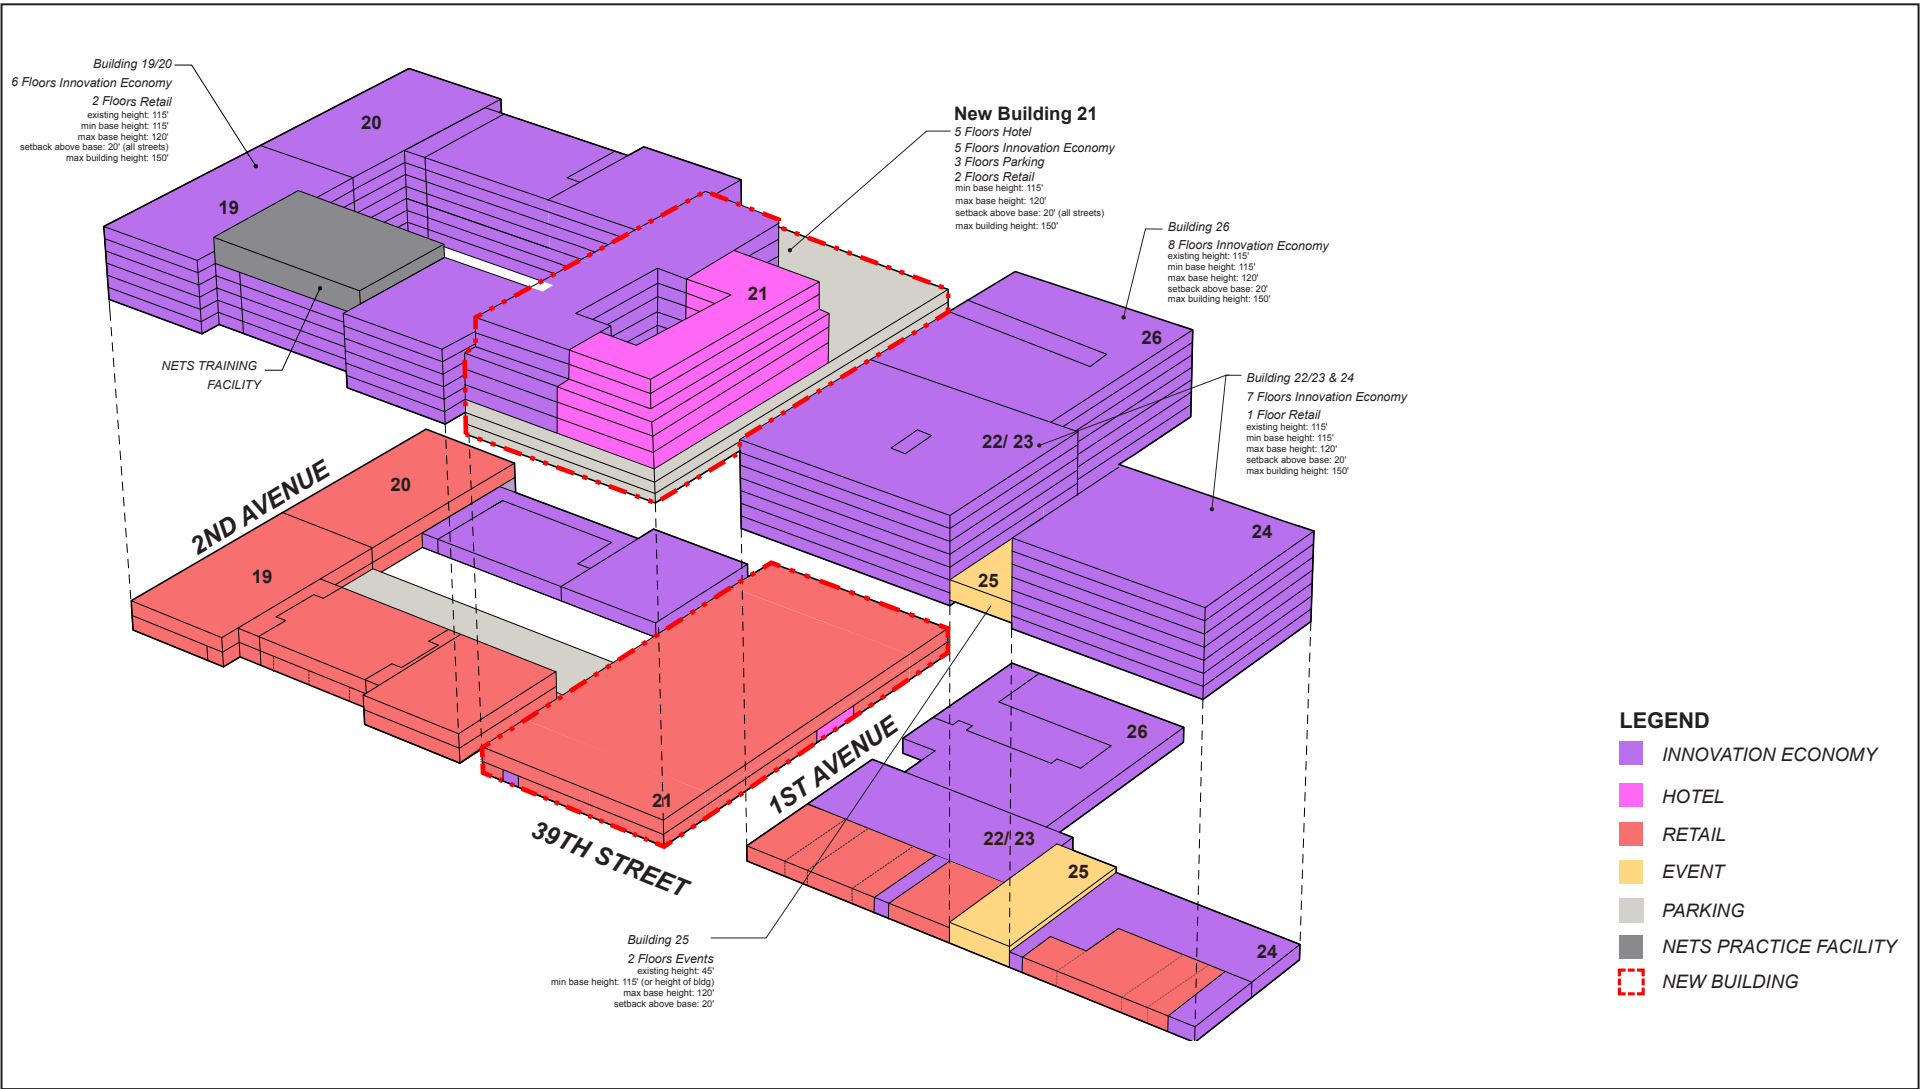 Building 19/20
6 Floors Innovation Economy
2 Floors Retail
existing height: 115'
min base height: 115'
max base height: 120'
setback above base: 20' (all streets)
max building height: 150'
20
19
NETS TRAINING
FACILITY
New Building 21
5 Floors Hotel
5 Floors Innovation Economy
3 Floors Parking
2 Floors Retail
min base height: 115'
max base height: 120'
setback above base: 20' (all streets)
max building height: 150'
21
Building 26
8 Floors Innovation Economy
existing height: 115'
min base height: 115'
max base height: 120'
setback above base: 20'
max building height: 150'
26
Building 22/23 & 24
7 Floors Innovation Economy
1 Floor Retail
existing height: 115'
min base height: 115'
max base height: 120'
setback above base: 20'
max building height: 150'
22/ 23
24
25
2ND AVENUE
20
19
21
39TH STREET
1ST AVENUE
26
22/ 23
25
24
Building 25
2 Floors Events
existing height: 45'
min base height: 115' (or height of bldg)
max base height: 120'
setback above base: 20'
LEGEND
INNOVATION ECONOMY
HOTEL
RETAIL
EVENT
PARKING
NETS PRACTICE FACILITY
NEW BUILDING